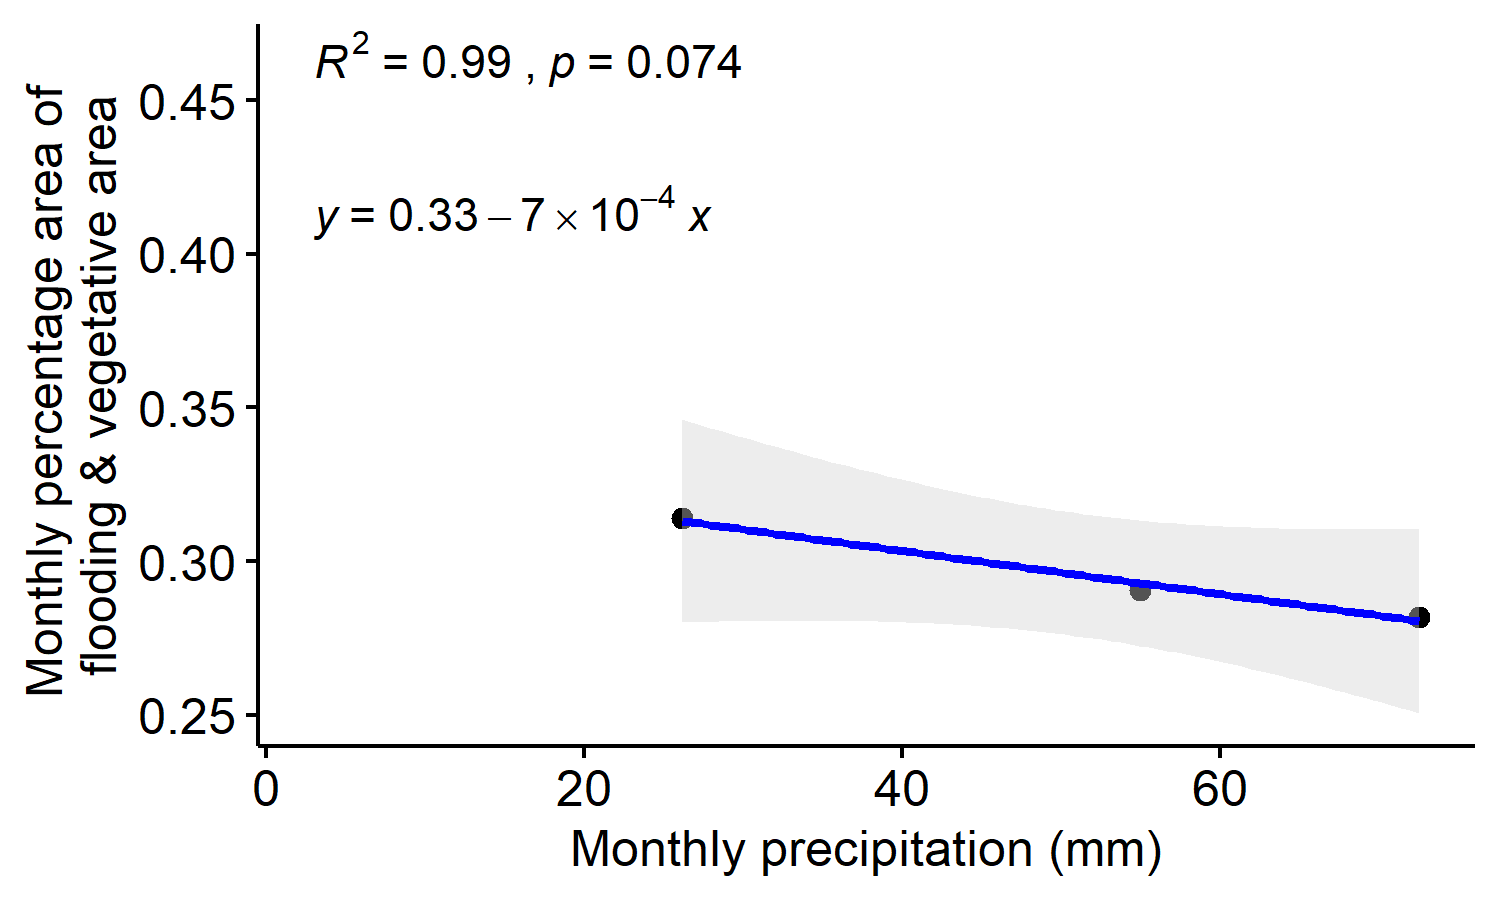 R² = 0.99 , p = 0.074
y = 0.33 − 7 × 10⁻⁴ x
Monthly percentage area of
flooding & vegetative area
0.45
0.40
0.35
0.30
0.25
0 20 40 60
Monthly precipitation (mm)